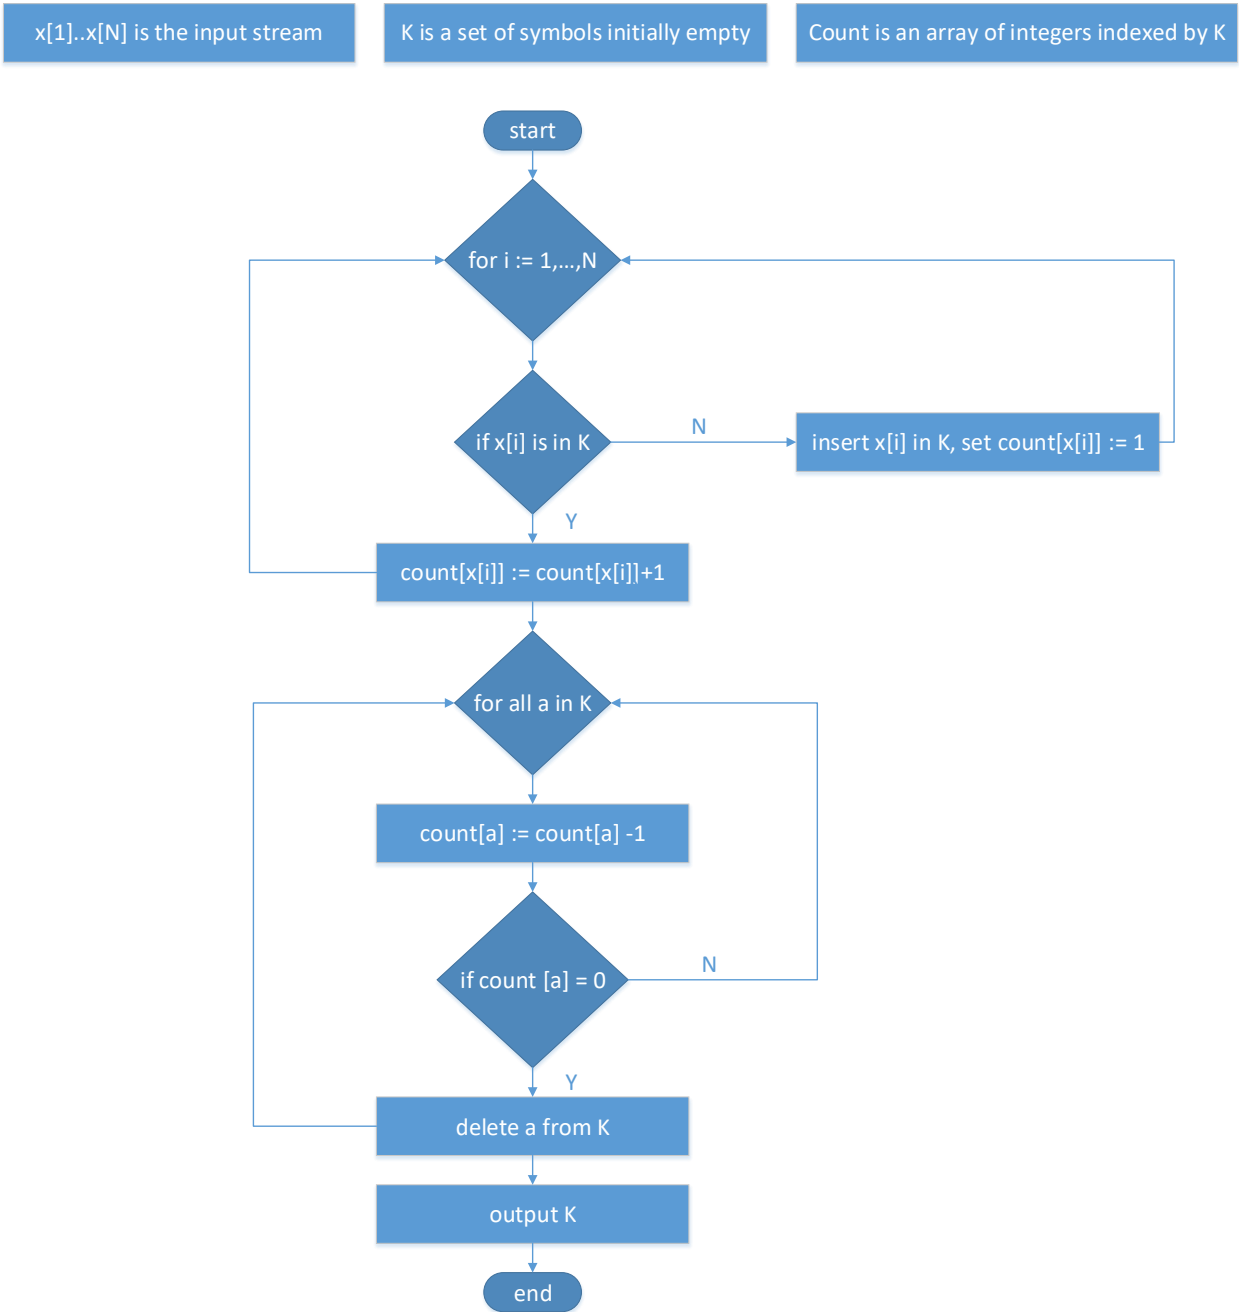 x[1]..x[N] is the input stream
K is a set of symbols initially empty
Count is an array of integers indexed by K
start
for i := 1,...,N
if x[i] is in K
N
insert x[i] in K, set count[x[i]] := 1
Y
count[x[i]] := count[x[i]]+1
for all a in K
count[a] := count[a] -1
if count [a] = 0
N
Y
delete a from K
output K
end